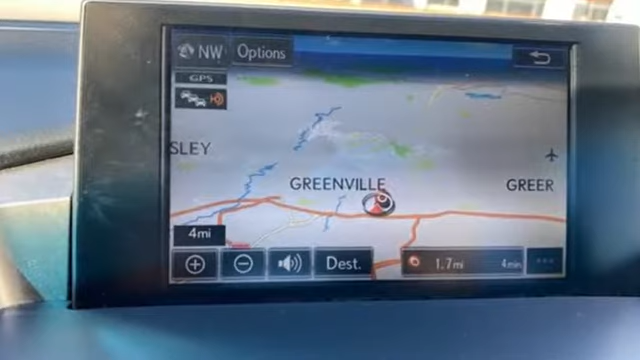 NW Options
GPS
SLEY
GREENVILLE
GREER
4mi
Dest.
1.7mi 4min